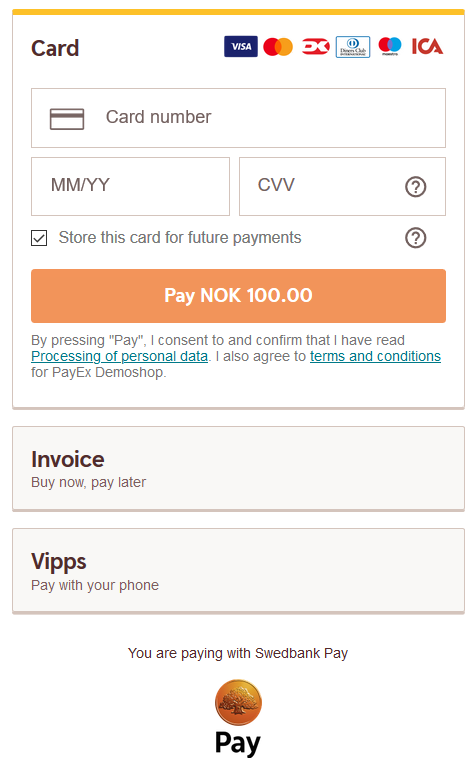 Card
VISA
Diners Club
INTERNATIONAL
ICA
Card number
MM/YY
CVV
?
Store this card for future payments
?
Pay NOK 100.00
By pressing "Pay", I consent to and confirm that I have read
Processing of personal data. I also agree to terms and conditions
for PayEx Demoshop.
Invoice
Buy now, pay later
Vipps
Pay with your phone
You are paying with Swedbank Pay
Pay